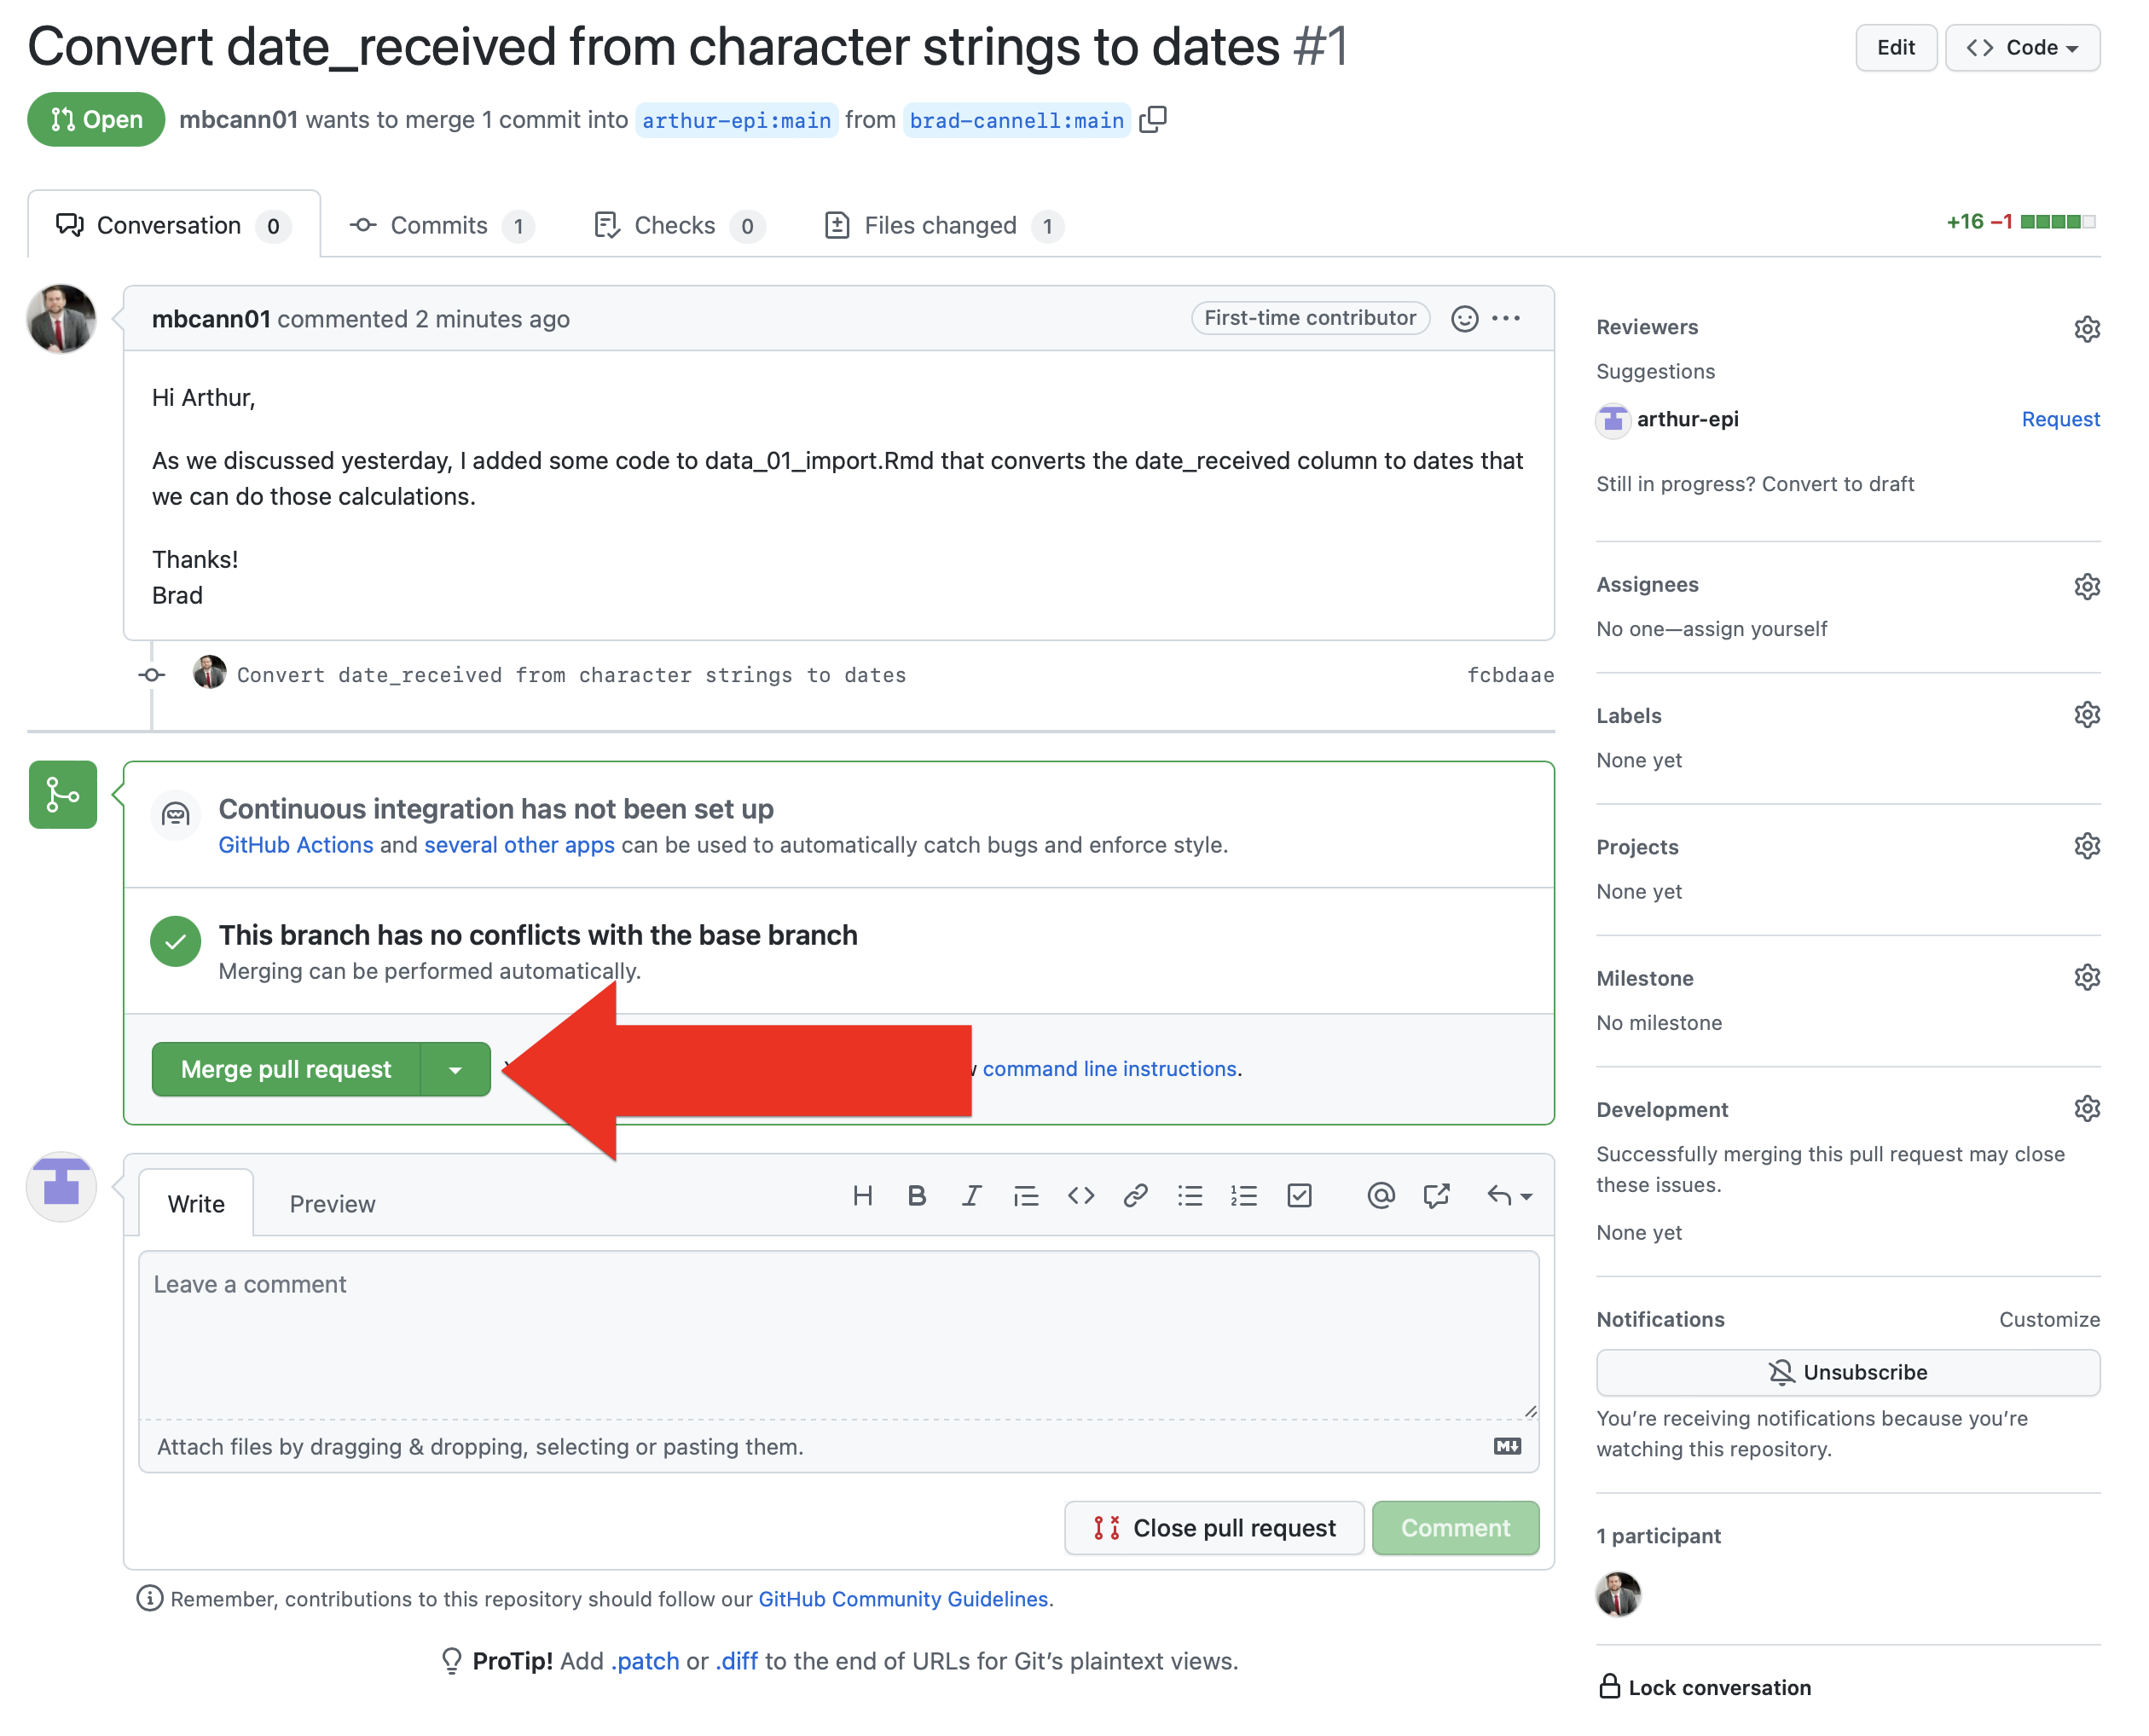 Convert date_received from character strings to dates #1
Edit
Code
Open
mbcann01 wants to merge 1 commit into arthur-epi:main from brad-cannell:main
Conversation 0
Commits 1
Checks 0
Files changed 1
+16 −1
mbcann01 commented 2 minutes ago
First-time contributor
Hi Arthur,
As we discussed yesterday, I added some code to data_01_import.Rmd that converts the date_received column to dates that
we can do those calculations.
Thanks!
Brad
Convert date_received from character strings to dates
fcbdaae
Continuous integration has not been set up
GitHub Actions and several other apps can be used to automatically catch bugs and enforce style.
This branch has no conflicts with the base branch
Merging can be performed automatically.
Merge pull request
command line instructions.
Write
Preview
Leave a comment
Attach files by dragging & dropping, selecting or pasting them.
Close pull request
Comment
Remember, contributions to this repository should follow our GitHub Community Guidelines.
ProTip! Add .patch or .diff to the end of URLs for Git’s plaintext views.
Reviewers
Suggestions
arthur-epi
Request
Still in progress? Convert to draft
Assignees
No one—assign yourself
Labels
None yet
Projects
None yet
Milestone
No milestone
Development
Successfully merging this pull request may close
these issues.
None yet
Notifications
Customize
Unsubscribe
You’re receiving notifications because you’re
watching this repository.
1 participant
Lock conversation